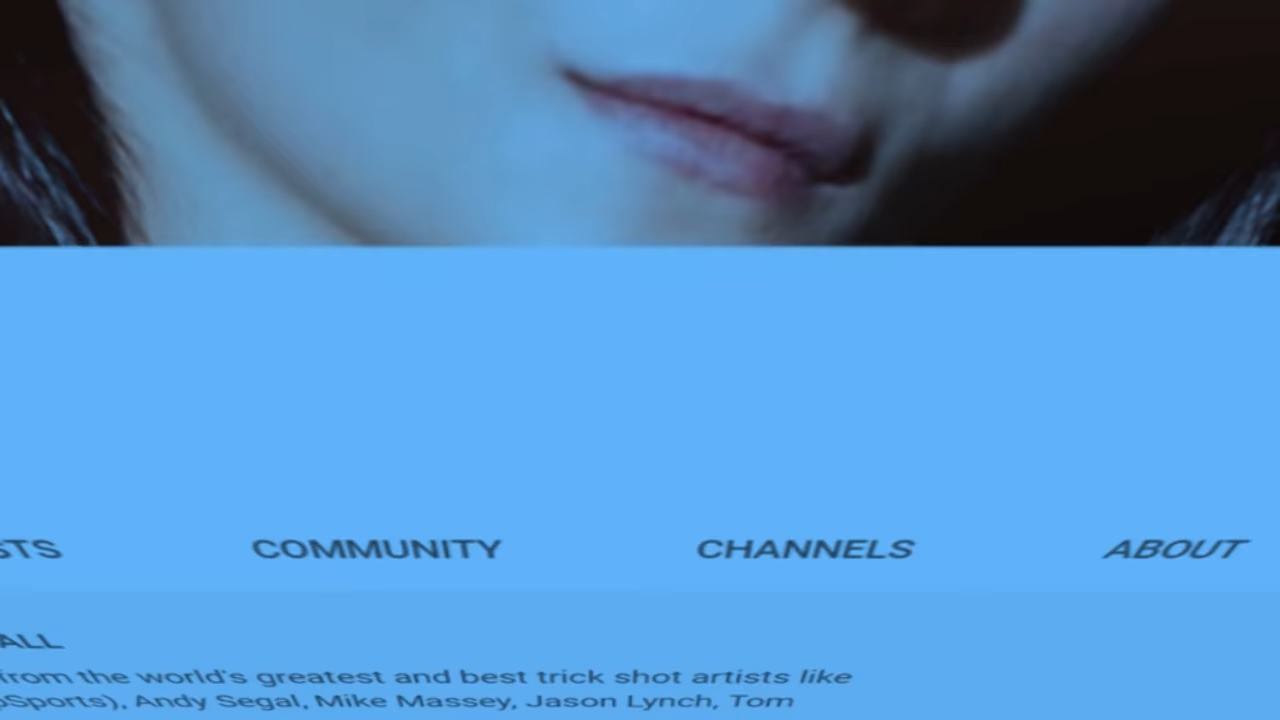 STS COMMUNITY CHANNELS ABOUT
ALL
from the world's greatest and best trick shot artists like
pSports), Andy Segal, Mike Massey, Jason Lynch, Tom